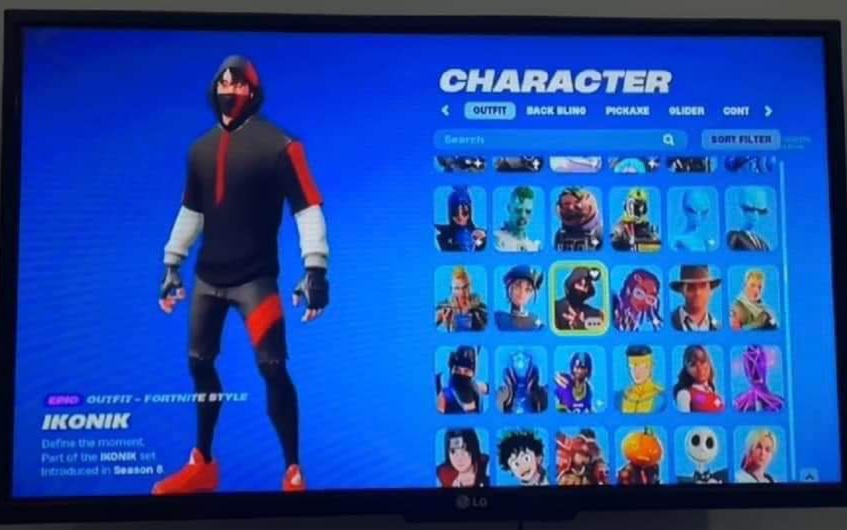 CHARACTER
OUTFIT BACK BLING PICKAXE GLIDER CONT
Search SORT FILTER
EPIC OUTFIT - FORTNITE STYLE
IKONIK
Define the moment.
Part of the IKONIK set.
Introduced in Season 8.
LG